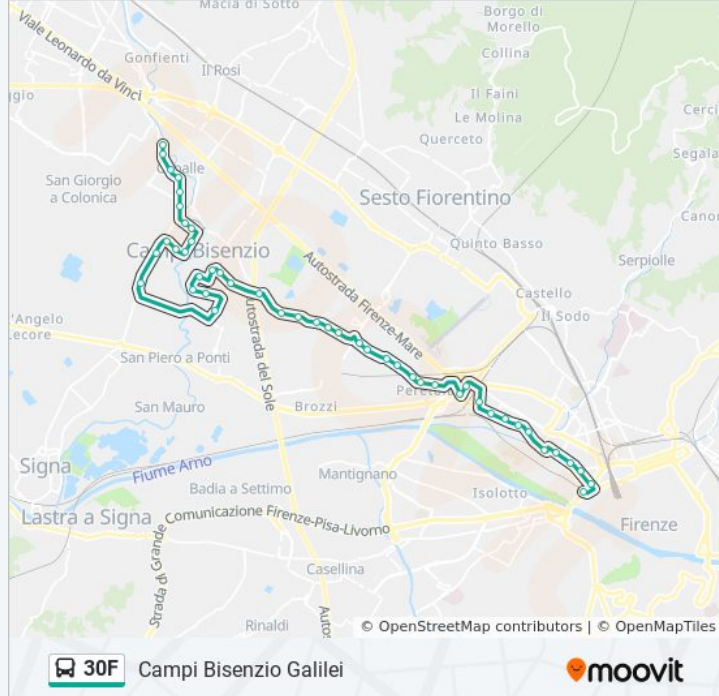 Macia di Sotto
Borgo di
Morello
Viale Leonardo da Vinci
Gonfienti
Il Rosi
Collina
Il Faini
Le Molina
Querceto
San Giorgio
a Colonica
Sesto Fiorentino
Quinto Basso
Campi Bisenzio
Serpiolle
Autostrada Firenze-Mare
Castello
Il Sodo
Autostrada del Sole
San Piero a Ponti
San Mauro
Brozzi
Signa
Fiume Arno
Mantignano
Badia a Settimo
Isolotto
Lastra a Signa
Comunicazione Firenze-Pisa-Livorno
Firenze
Strada di Grande
Casellina
Rinaldi
© OpenStreetMap contributors | © OpenMapTiles
30F Campi Bisenzio Galilei
moovit